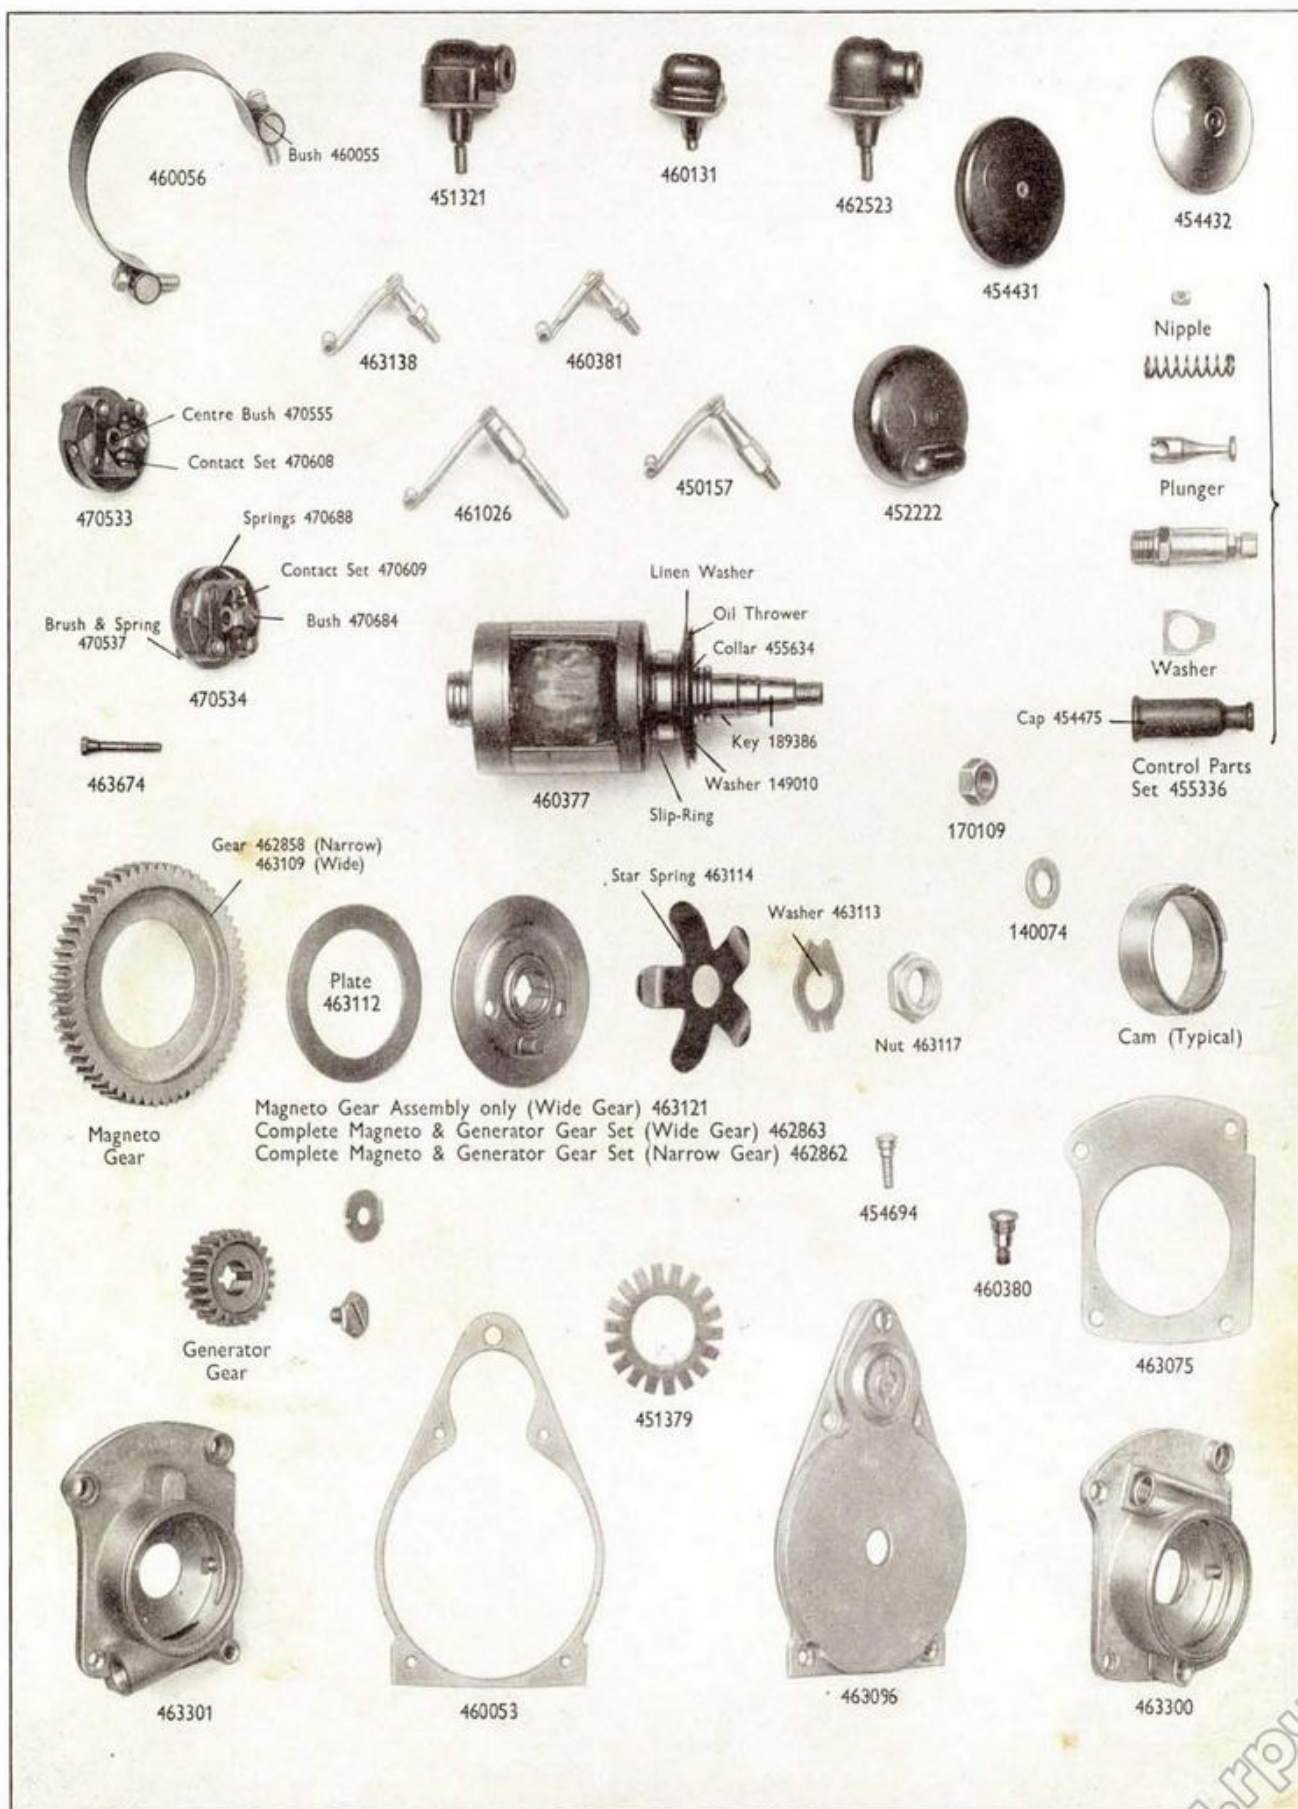 460056
Bush 460055
451321
460131
462523
454431
454432
463138
460381
Nipple
Centre Bush 470555
Contact Set 470608
470533
461026
450157
452222
Plunger
Springs 470688
Contact Set 470609
Brush & Spring
470537
Bush 470684
470534
Linen Washer
Oil Thrower
Collar 455634
Key 189386
Washer 149010
Slip-Ring
460377
Washer
Cap 454475
Control Parts
Set 455336
463674
170109
Gear 462858 (Narrow)
463109 (Wide)
Plate
463112
Star Spring 463114
Washer 463113
Nut 463117
140074
Cam (Typical)
Magneto
Gear
Magneto Gear Assembly only (Wide Gear) 463121
Complete Magneto & Generator Gear Set (Wide Gear) 462863
Complete Magneto & Generator Gear Set (Narrow Gear) 462862
454694
460380
463075
Generator
Gear
451379
463301
460053
463096
463300